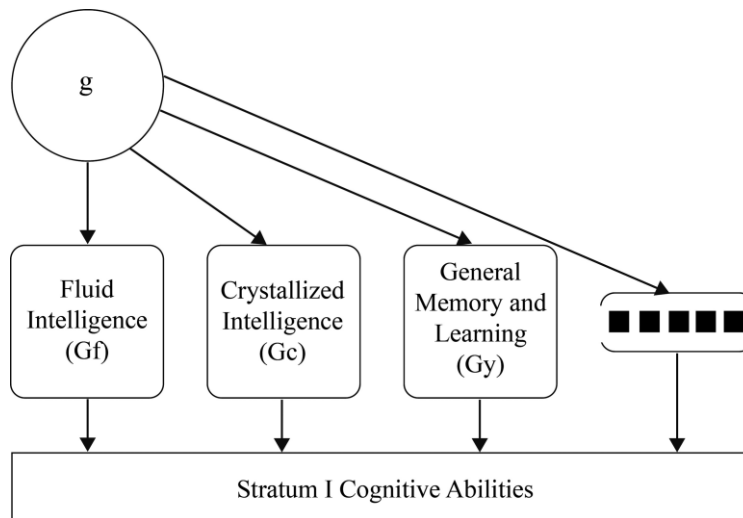 g
Fluid
Intelligence
(Gf)
Crystallized
Intelligence
(Gc)
General
Memory and
Learning
(Gy)
Stratum I Cognitive Abilities